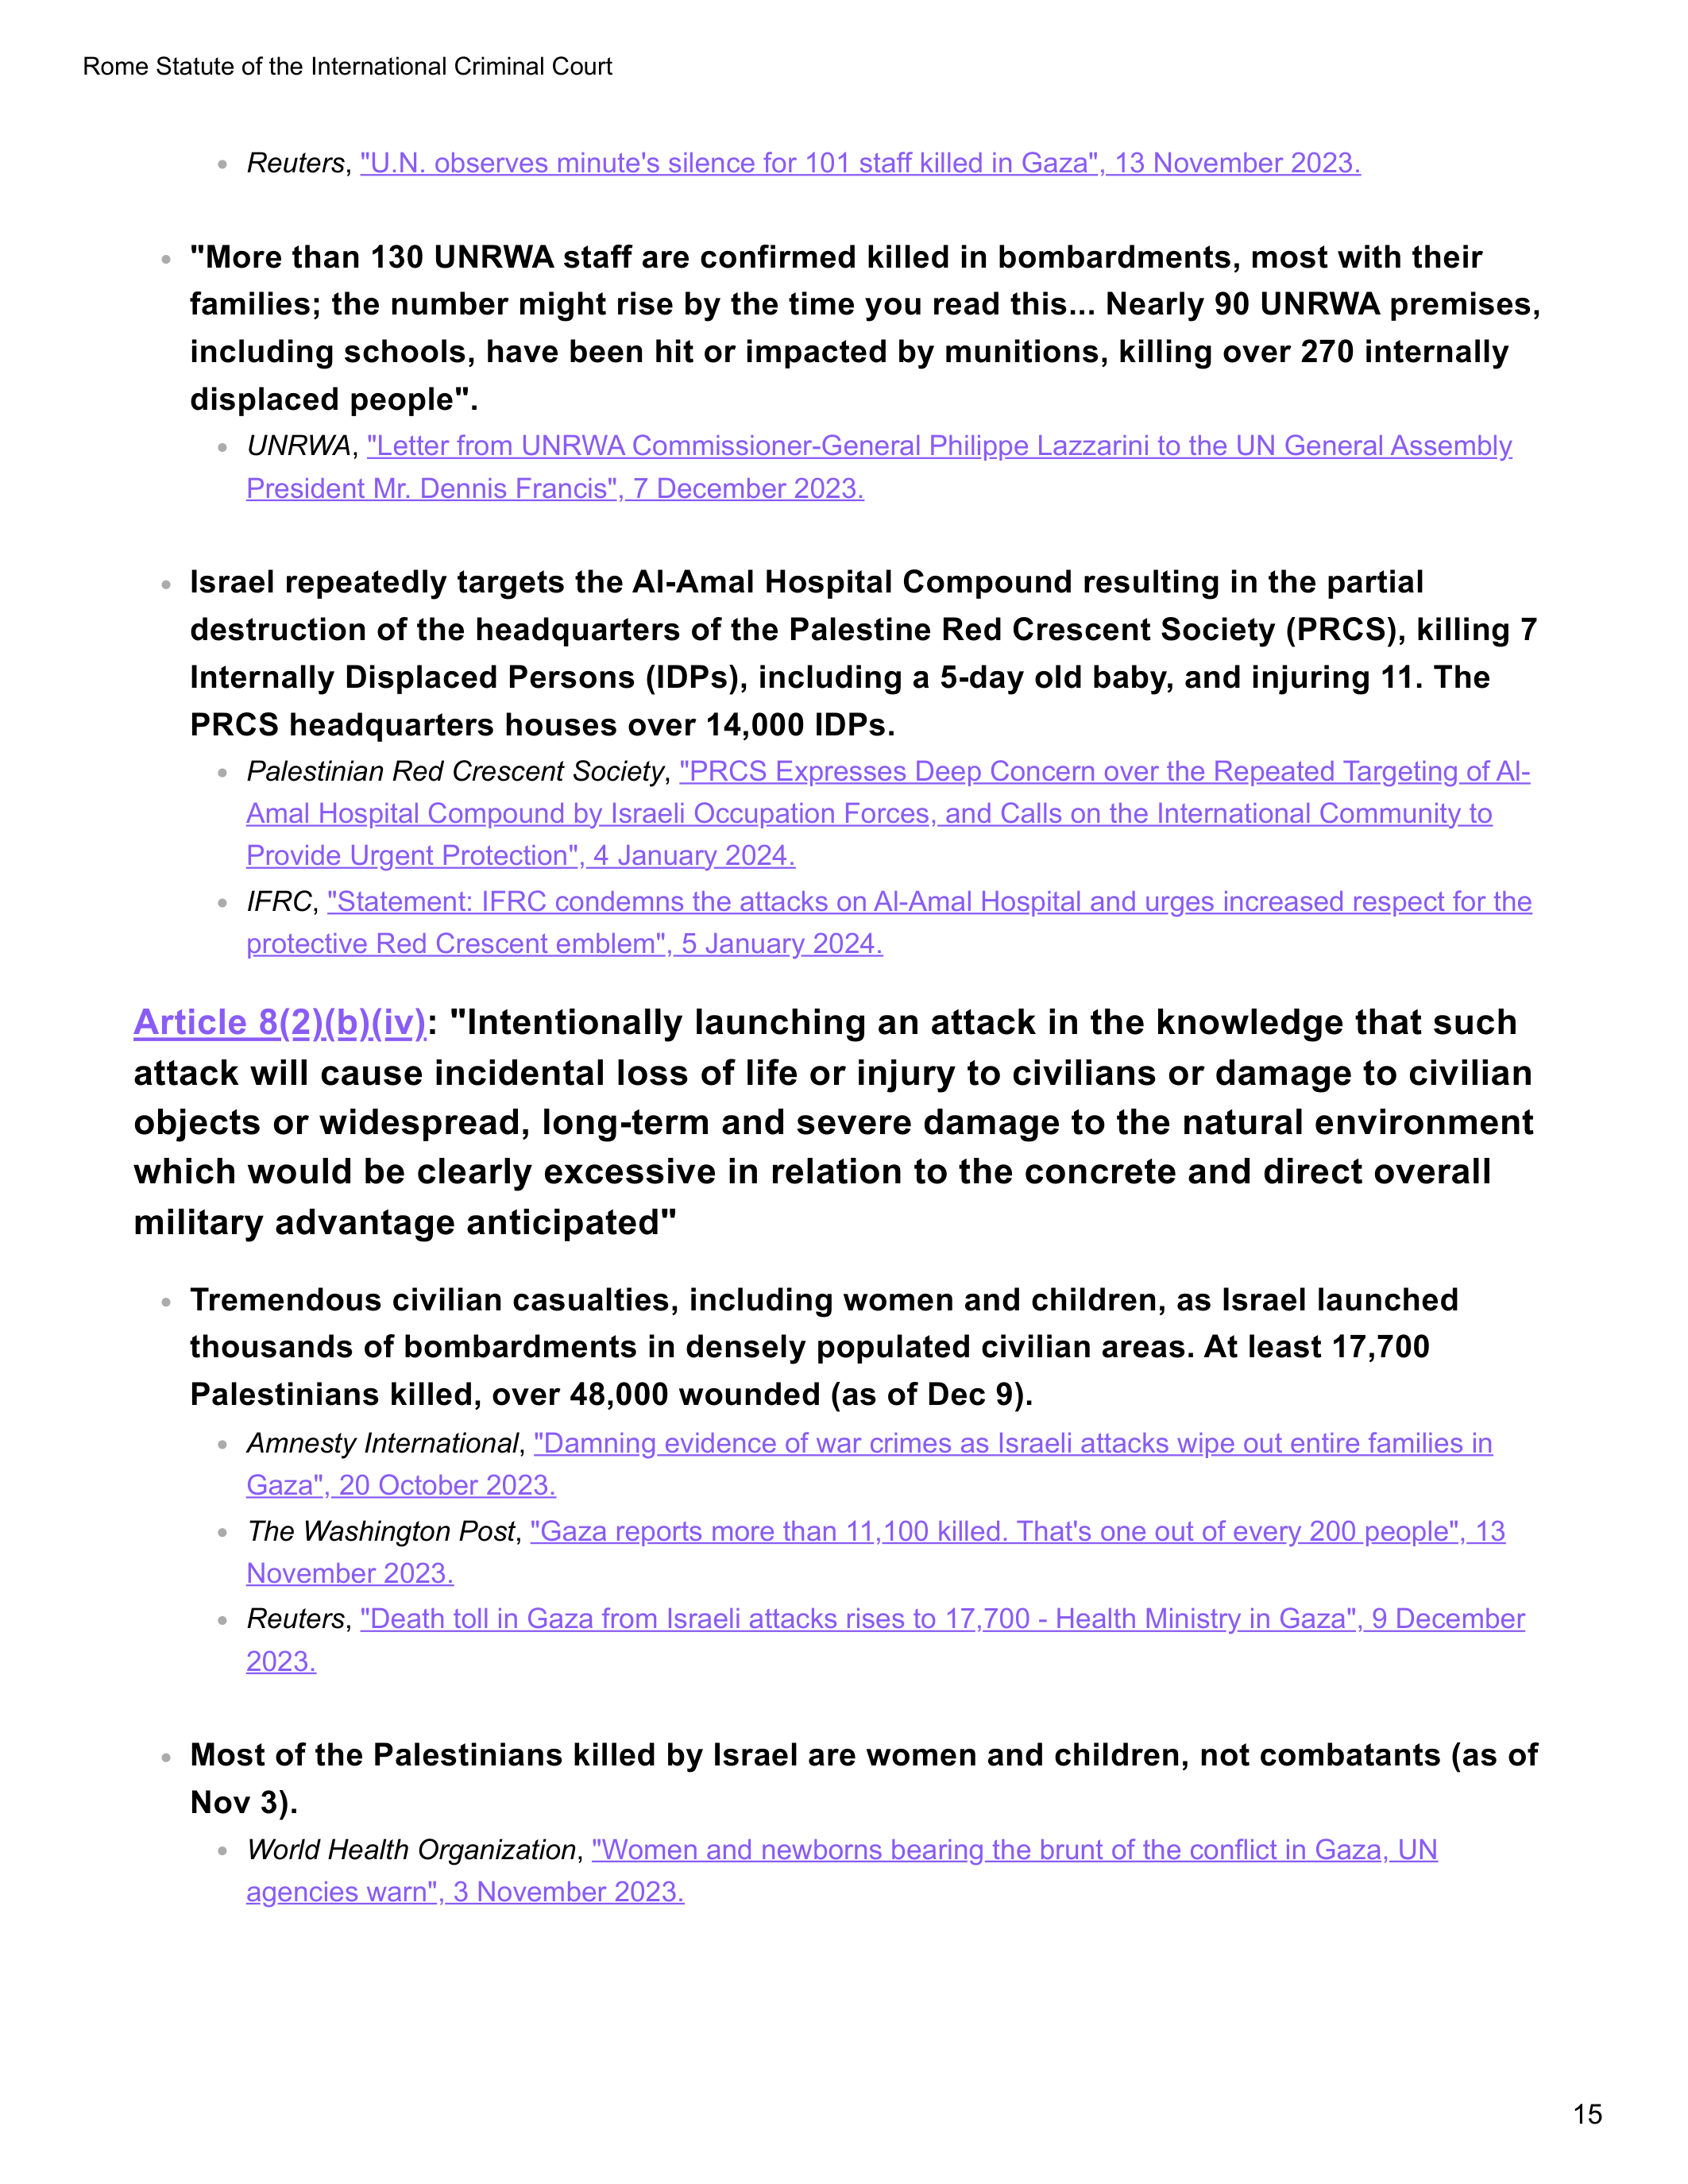 Rome Statute of the International Criminal Court
Reuters, "U.N. observes minute's silence for 101 staff killed in Gaza", 13 November 2023.
"More than 130 UNRWA staff are confirmed killed in bombardments, most with their
families; the number might rise by the time you read this... Nearly 90 UNRWA premises,
including schools, have been hit or impacted by munitions, killing over 270 internally
displaced people".
UNRWA, "Letter from UNRWA Commissioner-General Philippe Lazzarini to the UN General Assembly
President Mr. Dennis Francis", 7 December 2023.
Israel repeatedly targets the Al-Amal Hospital Compound resulting in the partial
destruction of the headquarters of the Palestine Red Crescent Society (PRCS), killing 7
Internally Displaced Persons (IDPs), including a 5-day old baby, and injuring 11. The
PRCS headquarters houses over 14,000 IDPs.
Palestinian Red Crescent Society, "PRCS Expresses Deep Concern over the Repeated Targeting of Al-
Amal Hospital Compound by Israeli Occupation Forces, and Calls on the International Community to
Provide Urgent Protection", 4 January 2024.
IFRC, "Statement: IFRC condemns the attacks on Al-Amal Hospital and urges increased respect for the
protective Red Crescent emblem", 5 January 2024.
Article 8(2)(b)(iv): "Intentionally launching an attack in the knowledge that such
attack will cause incidental loss of life or injury to civilians or damage to civilian
objects or widespread, long-term and severe damage to the natural environment
which would be clearly excessive in relation to the concrete and direct overall
military advantage anticipated"
Tremendous civilian casualties, including women and children, as Israel launched
thousands of bombardments in densely populated civilian areas. At least 17,700
Palestinians killed, over 48,000 wounded (as of Dec 9).
Amnesty International, "Damning evidence of war crimes as Israeli attacks wipe out entire families in
Gaza", 20 October 2023.
The Washington Post, "Gaza reports more than 11,100 killed. That's one out of every 200 people", 13
November 2023.
Reuters, "Death toll in Gaza from Israeli attacks rises to 17,700 - Health Ministry in Gaza", 9 December
2023.
Most of the Palestinians killed by Israel are women and children, not combatants (as of
Nov 3).
World Health Organization, "Women and newborns bearing the brunt of the conflict in Gaza, UN
agencies warn", 3 November 2023.
15